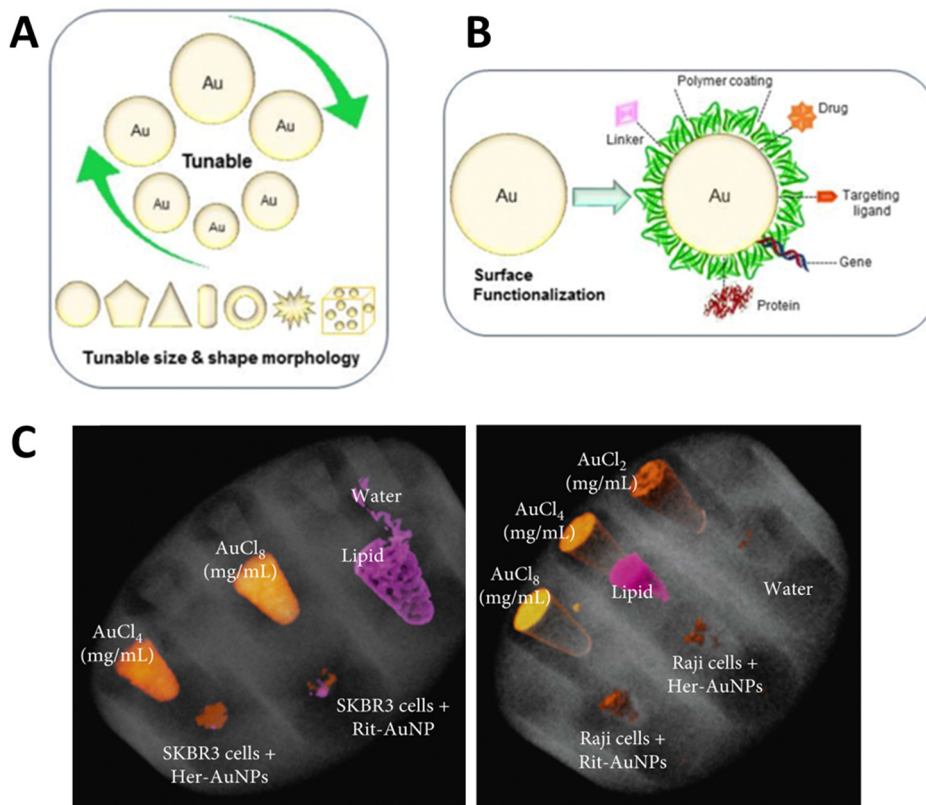 A
Au
Au
Au
Tunable
Au
Au
Au
Tunable size & shape morphology
B
Polymer coating
Drug
Linker
Au
Au
Targeting
ligand
Gene
Surface
Functionalization
Protein
C
Water
AuCl₈
(mg/mL)
Lipid
AuCl₄
(mg/mL)
SKBR3 cells +
Rit-AuNP
SKBR3 cells +
Her-AuNPs
AuCl₂
(mg/mL)
AuCl₄
(mg/mL)
AuCl₈
(mg/mL)
Lipid
Water
Raji cells +
Her-AuNPs
Raji cells +
Rit-AuNPs